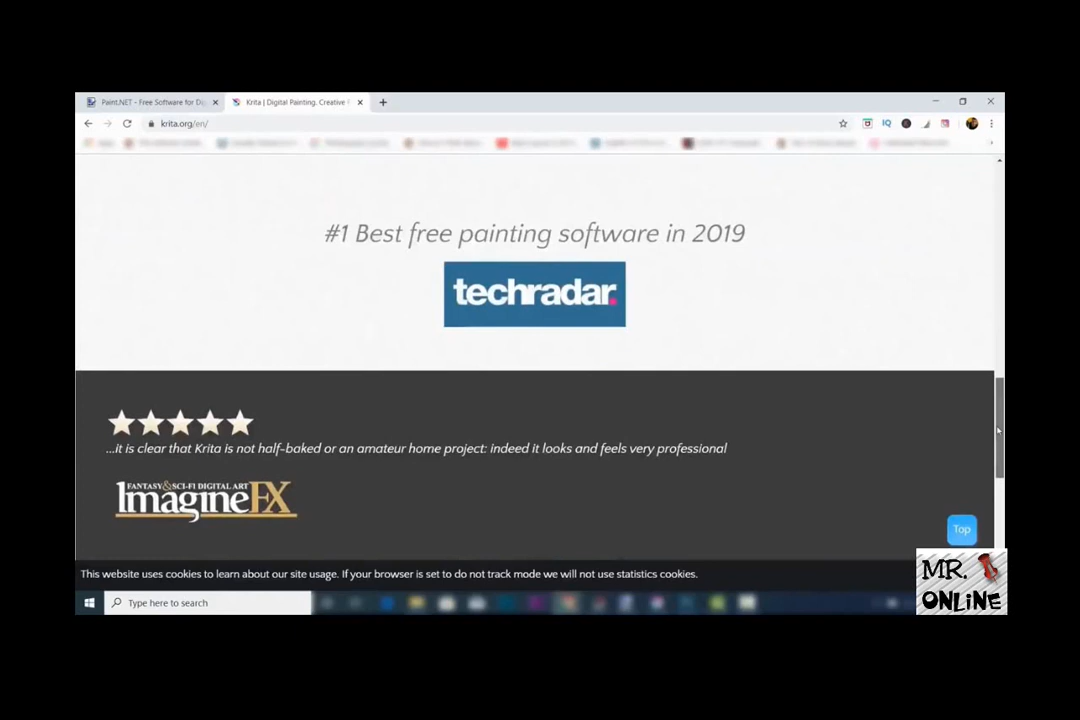 Paint.NET - Free Software for Dig
Krita | Digital Painting. Creative F
krita.org/en/
IQ
#1 Best free painting software in 2019
techradar.
...it is clear that Krita is not half-baked or an amateur home project: indeed it looks and feels very professional
FANTASY & SCI-FI DIGITAL ART
ImagineFX
Top
This website uses cookies to learn about our site usage. If your browser is set to do not track mode we will not use statistics cookies.
Type here to search
MR.
ONLiNE